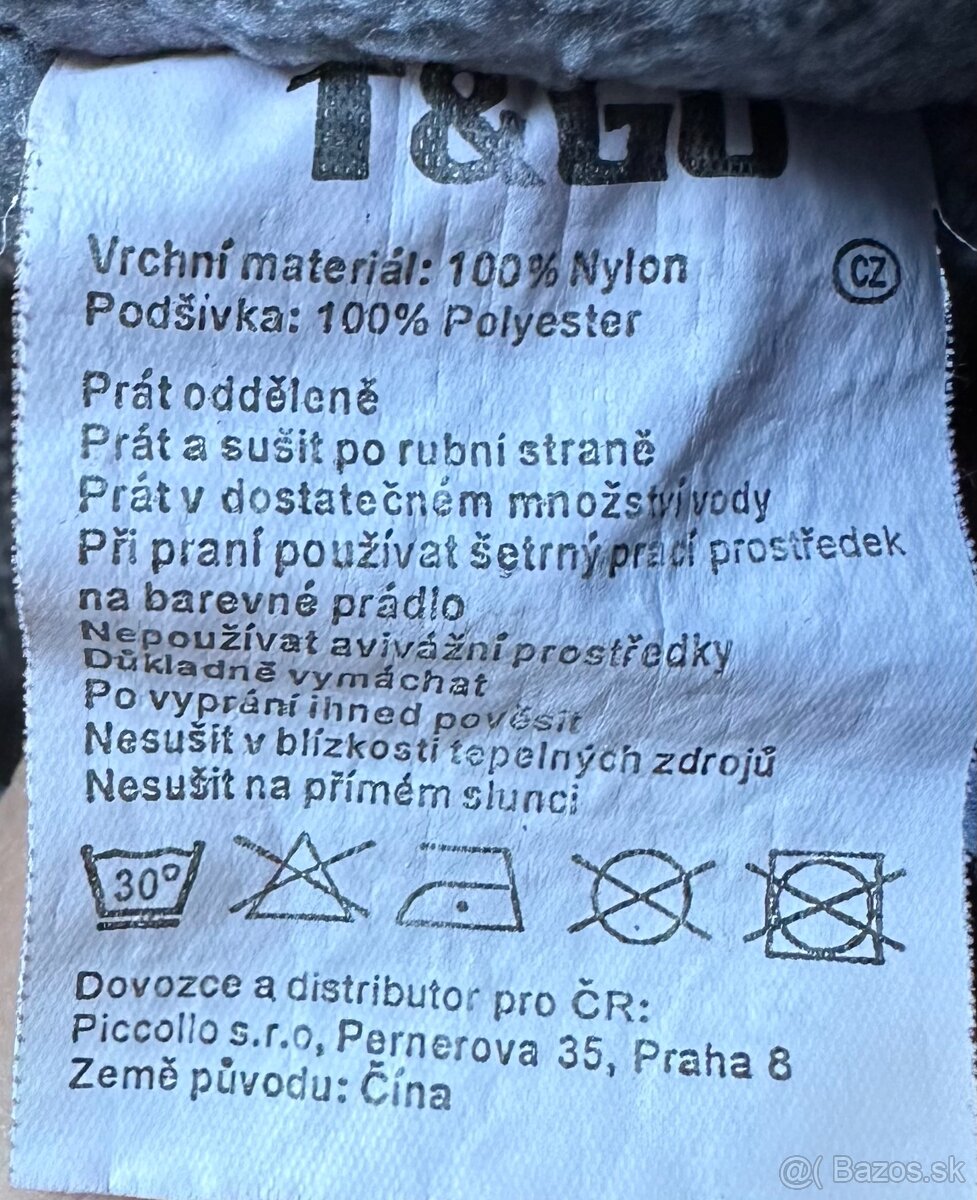 T&GO
Vrchní materiál: 100% Nylon
CZ
Podšívka: 100% Polyester
Prát odděleně
Prát a sušit po rubní straně
Prát v dostatečném množství vody
Při praní používat šetrný prací prostředek
na barevné prádlo
Nepoužívat avivážní prostředky
Důkladně vymáchat
Po vyprání ihned pověsit
Nesušit v blízkosti tepelných zdrojů
Nesušit na přímém slunci
30°
Dovozce a distributor pro ČR:
Piccollo s.r.o, Pernerova 35, Praha 8
Země původu: Čína
@( Bazos.sk